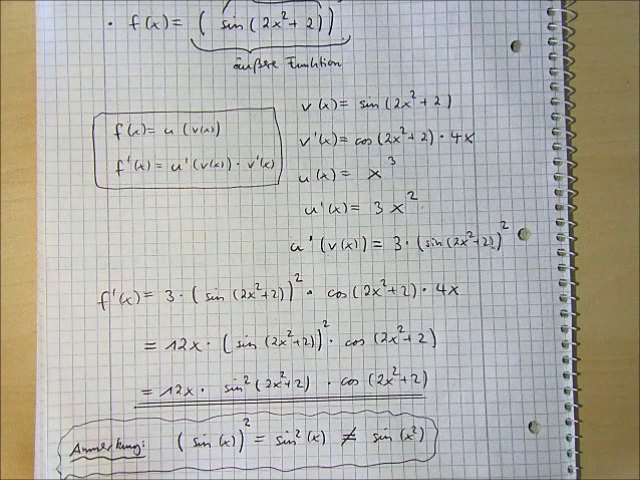 • f(x) = ( sin (2x² + 2) )
äußere Funktion
v(x) = sin (2x² + 2)
f(x) = u (v(x))
v'(x) = cos (2x² + 2) · 4x
f'(x) = u' (v(x)) · v'(x)
u(x) = x³
u'(x) = 3x²
u'(v(x)) = 3 · (sin (2x² + 2))²
f'(x) = 3 · (sin (2x² + 2))² · cos (2x² + 2) · 4x
= 12x · (sin (2x² + 2))² · cos (2x² + 2)
= 12x · sin² (2x² + 2) · cos (2x² + 2)
Anmerkung: (sin (x))² = sin² (x) ≠ sin (x²)